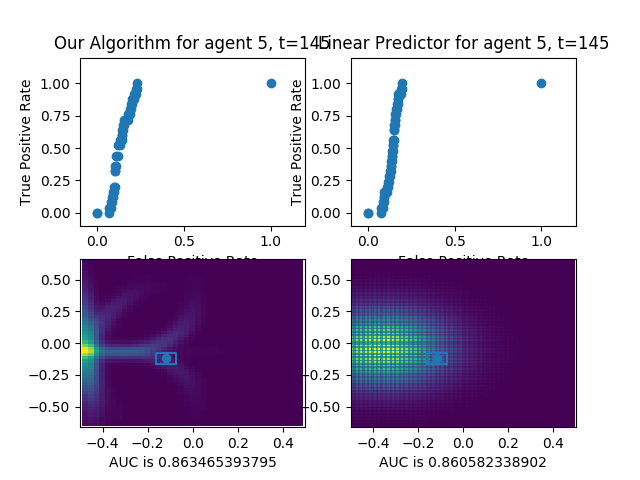 Our Algorithm for agent 5, t=145
Linear Predictor for agent 5, t=145
True Positive Rate
1.00
0.75
0.50
0.25
0.00
0.0 0.5 1.0
False Positive Rate
True Positive Rate
1.00
0.75
0.50
0.25
0.00
0.0 0.5 1.0
False Positive Rate
0.50
0.25
0.00
−0.25
−0.50
−0.4 −0.2 0.0 0.2 0.4
AUC is 0.863465393795
0.50
0.25
0.00
−0.25
−0.50
−0.4 −0.2 0.0 0.2 0.4
AUC is 0.860582338902